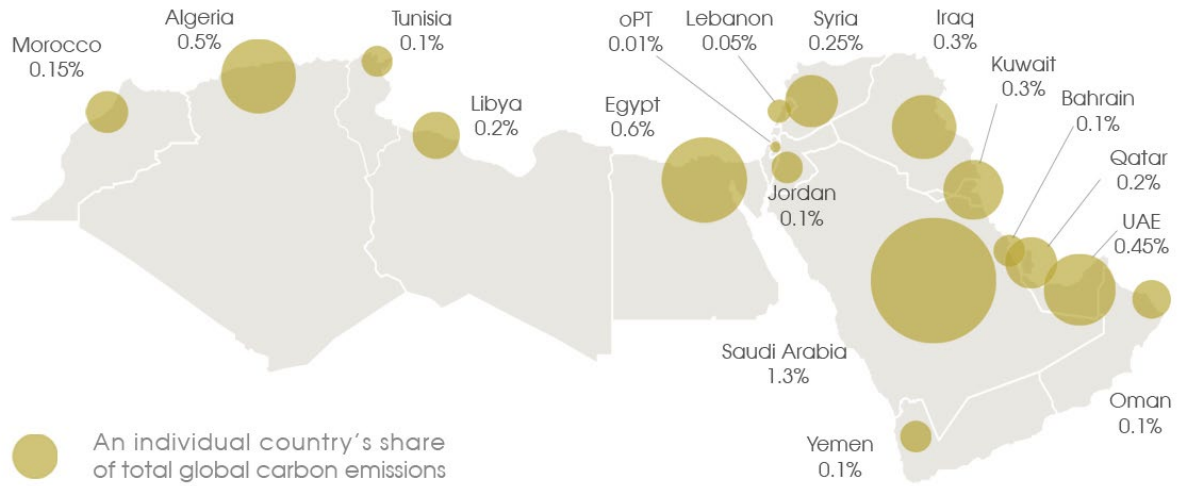 Morocco
0.15%
Algeria
0.5%
Tunisia
0.1%
Libya
0.2%
Egypt
0.6%
oPT
0.01%
Lebanon
0.05%
Syria
0.25%
Iraq
0.3%
Kuwait
0.3%
Bahrain
0.1%
Qatar
0.2%
UAE
0.45%
Jordan
0.1%
Saudi Arabia
1.3%
Oman
0.1%
Yemen
0.1%
An individual country's share
of total global carbon emissions